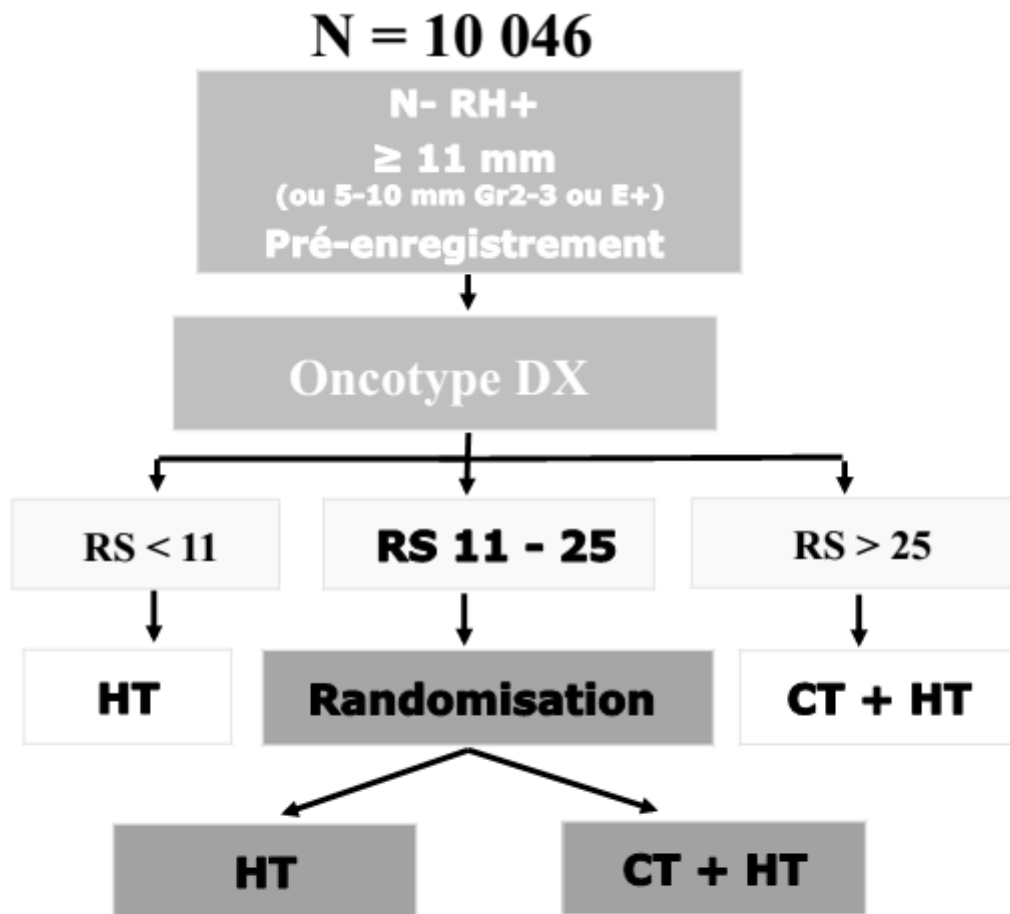 N = 10 046
N- RH+
≥ 11 mm
(ou 5-10 mm Gr2-3 ou E+)
Pré-enregistrement
Oncotype DX
RS < 11
RS 11 - 25
RS > 25
HT
Randomisation
CT + HT
HT
CT + HT